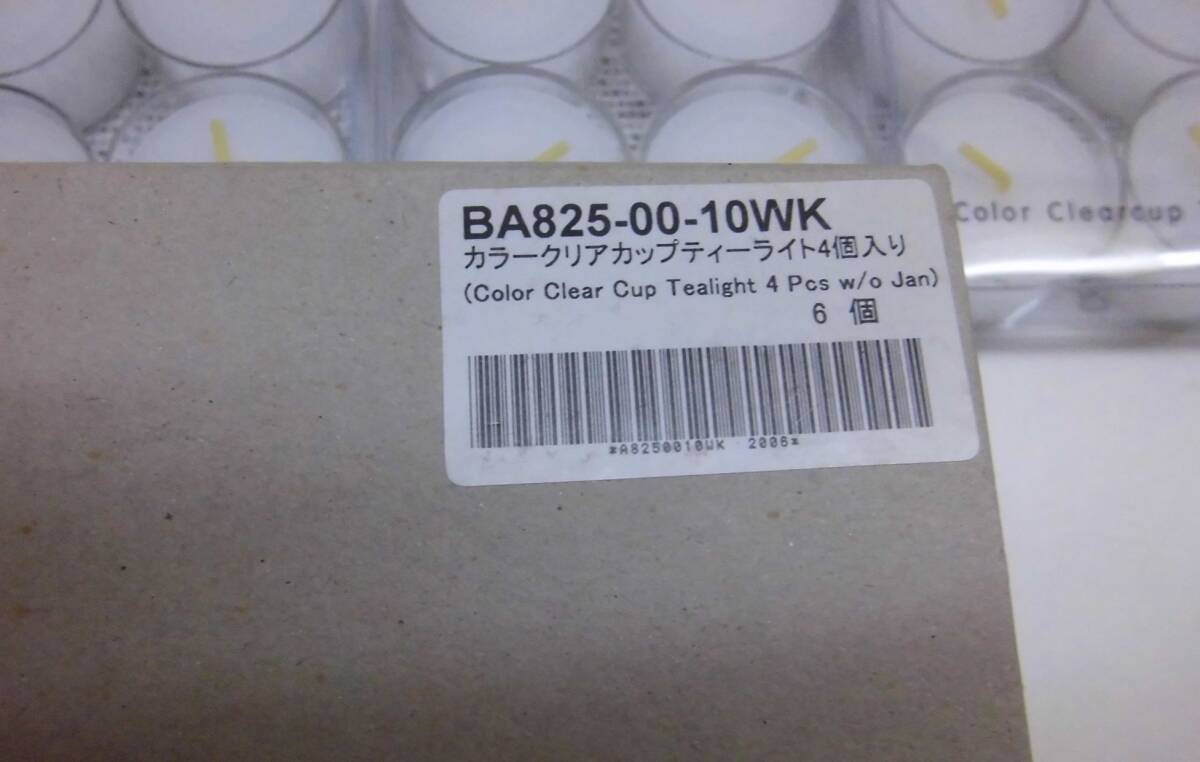 BA825-00-10WK
カラークリアカップティーライト4個入り
(Color Clear Cup Tealight 4 Pcs w/o Jan)
6 個
*A8250010WK 2006*
Color Clearcup